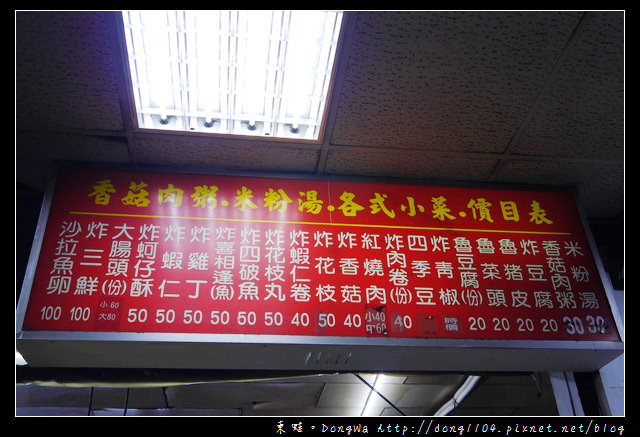 香菇肉粥.米粉湯.各式小菜.價目表
米粉湯 30
香菇肉粥 30
炸豆腐 20
魯豬皮 20
魯菜頭 20
魯豆腐(份) 20
青椒 時價
四季豆
炸肉卷(份) 40
紅燒肉 小40 中60
炸香菇 40
炸花枝 50
炸蝦仁卷 40
炸花枝丸 50
炸四破魚 50
炸喜相逢(魚) 50
炸雞丁 50
炸蝦仁 50
炸蚵仔酥 50
大腸頭(份) 小60 大80
炸三鮮 100
沙拉魚卵 100
東蛙。DongWa Http://dong1104.pixnet.net/blog